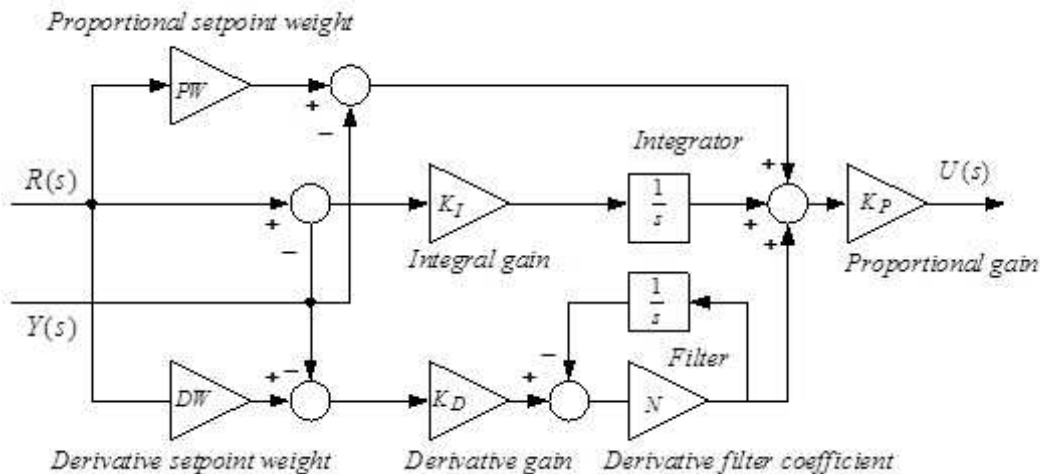 Proportional setpoint weight
PW
+
−
Integrator
+
R(s)
+
−
K_I
1/s
+
K_P
U(s)
Integral gain
+
Proportional gain
Y(s)
1/s
−
Filter
DW
+
−
K_D
+
N
Derivative setpoint weight
Derivative gain
Derivative filter coefficient